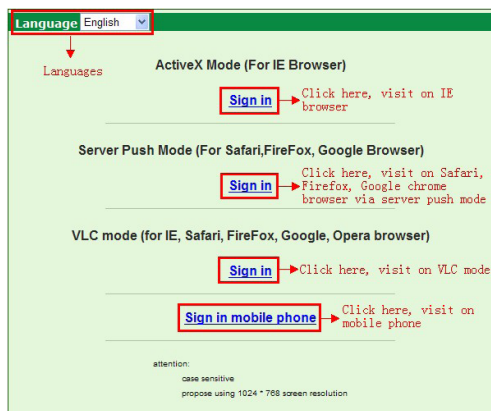 Language English
Languages
ActiveX Mode (For IE Browser)
Sign in
Click here, visit on IE
browser
Server Push Mode (For Safari,FireFox, Google Browser)
Sign in
Click here, visit on Safari,
Firefox, Google chrome
browser via server push mode
VLC mode (for IE, Safari, FireFox, Google, Opera browser)
Sign in
Click here, visit on VLC mode
Sign in mobile phone
Click here, visit on
mobile phone
attention:
case sensitive
propose using 1024 * 768 screen resolution